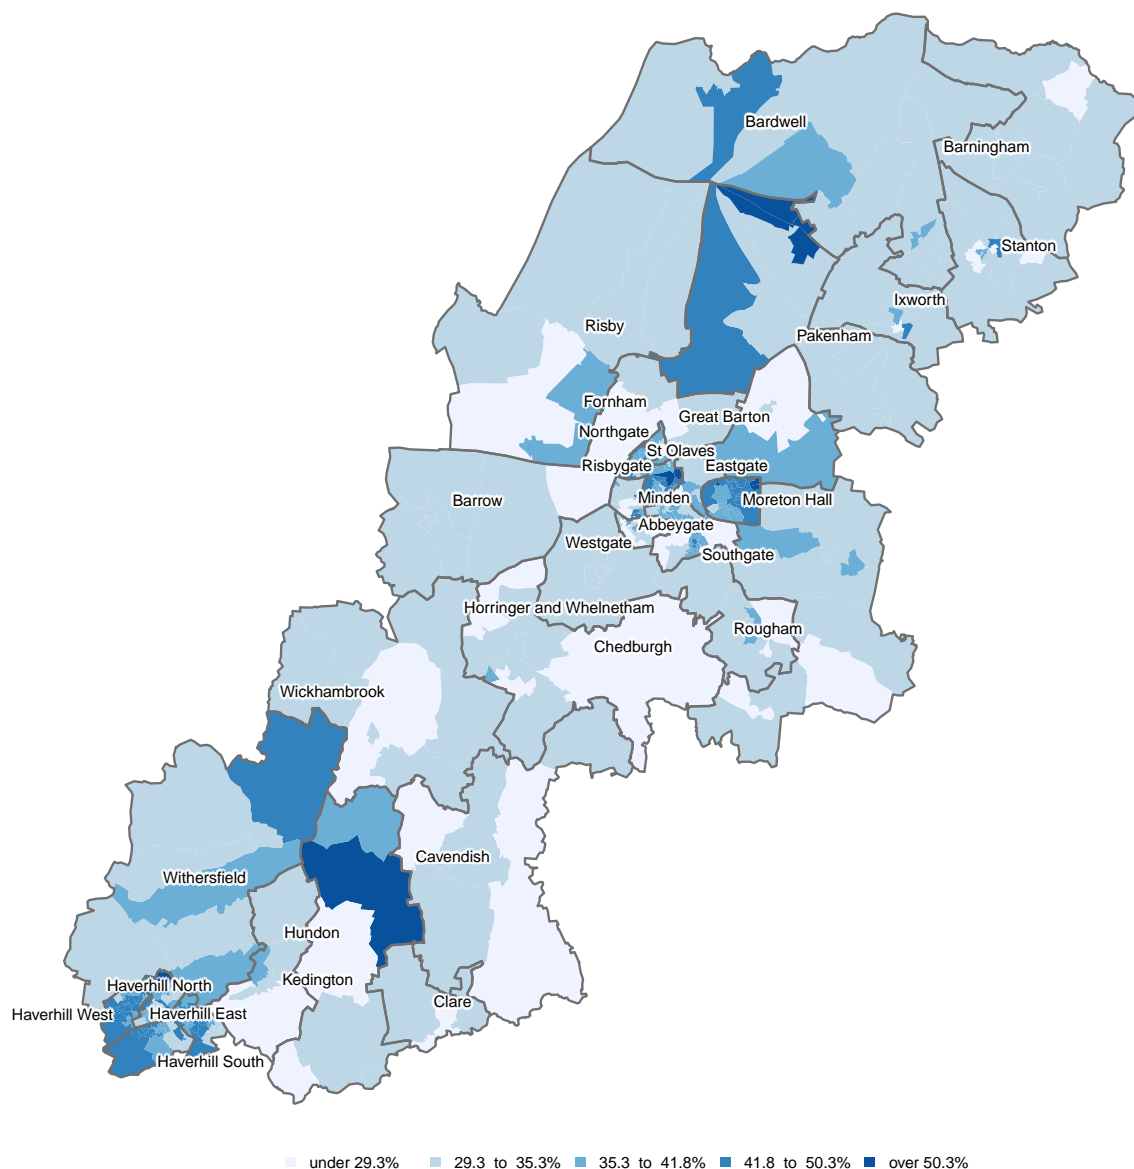 Bardwell
Barningham
Stanton
Ixworth
Risby
Pakenham
Fornham
Great Barton
Northgate
St Olaves
Risbygate
Eastgate
Barrow
Minden
Moreton Hall
Abbeygate
Westgate
Southgate
Horringer and Whelnetham
Rougham
Chedburgh
Wickhambrook
Cavendish
Withersfield
Hundon
Kedington
Haverhill North
Clare
Haverhill West
Haverhill East
Haverhill South
under 29.3% 29.3 to 35.3% 35.3 to 41.8% 41.8 to 50.3% over 50.3%